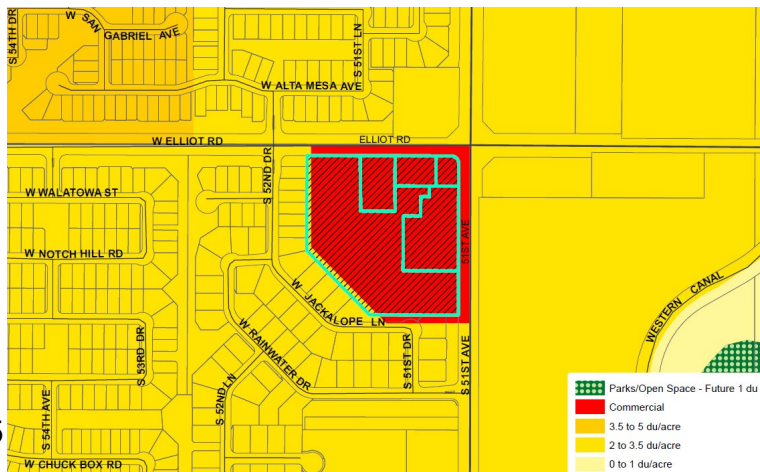 S 54TH DR
W SAN
GABRIEL AVE
S 51ST LN
W ALTA MESA AVE
W ELLIOT RD
ELLIOT RD
S 52ND DR
W WALATOWA ST
51ST AVE
W NOTCH HILL RD
WESTERN CANAL
W JACKALOPE LN
W RAINWATER DR
S 53RD DR
S 51ST DR
S 51ST AVE
S 52ND LN
S 54TH AVE
W CHUCK BOX RD
Parks/Open Space - Future 1 du
Commercial
3.5 to 5 du/acre
2 to 3.5 du/acre
0 to 1 du/acre